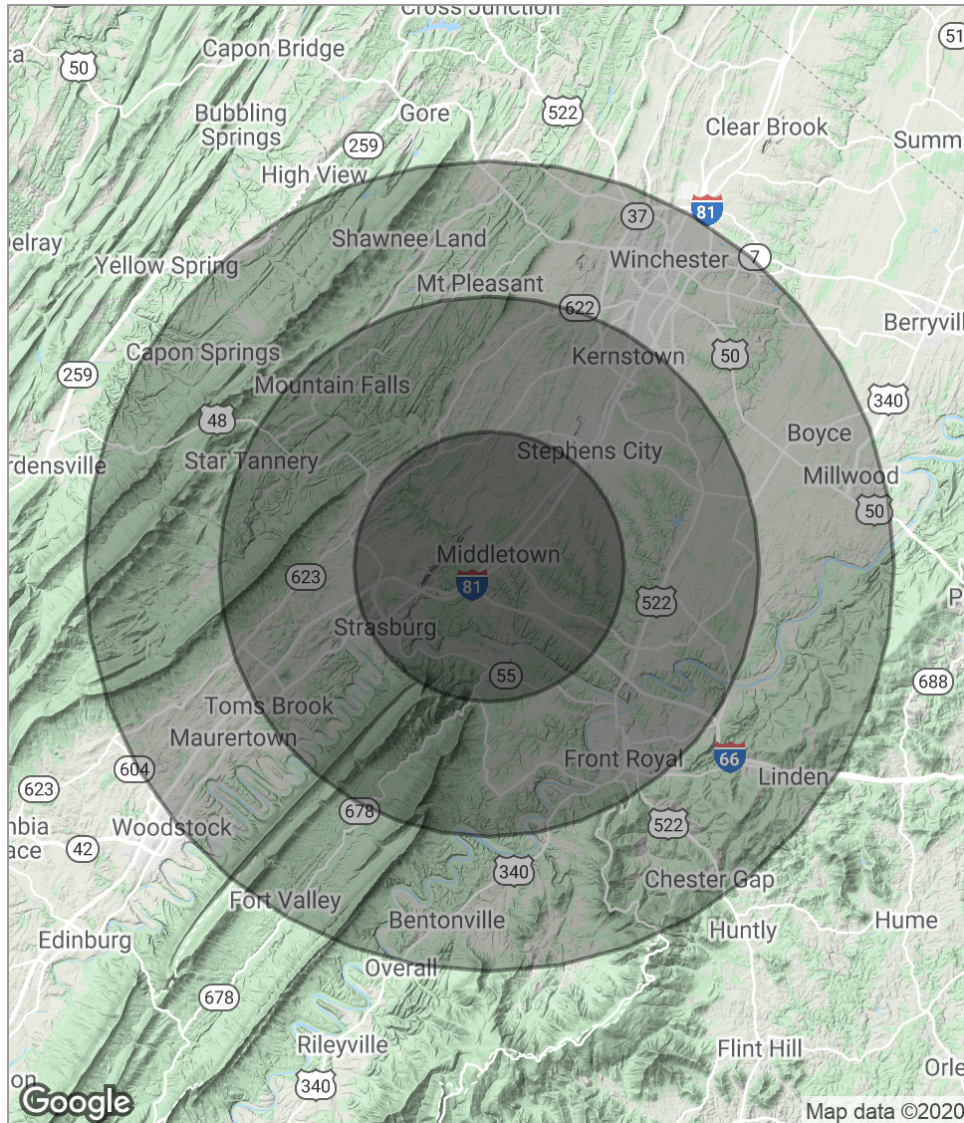 Cross Junction
51
ta
50
Capon Bridge
Bubbling
Springs
Gore
522
Clear Brook
Summ
259
High View
81
37
Delray
Shawnee Land
Winchester
7
Yellow Spring
Mt Pleasant
622
Berryvill
Capon Springs
Kernstown
50
259
Mountain Falls
340
48
Boyce
rdensville
Star Tannery
Stephens City
Millwood
50
Middletown
623
81
522
P
Strasburg
55
688
Toms Brook
Maurertown
Front Royal
66
604
Linden
623
mbia
ace
42
Woodstock
678
522
340
Chester Gap
Fort Valley
Bentonville
Huntly
Hume
Edinburg
Overall
678
Rileyville
Flint Hill
on
340
Orle
Google
Map data ©2020